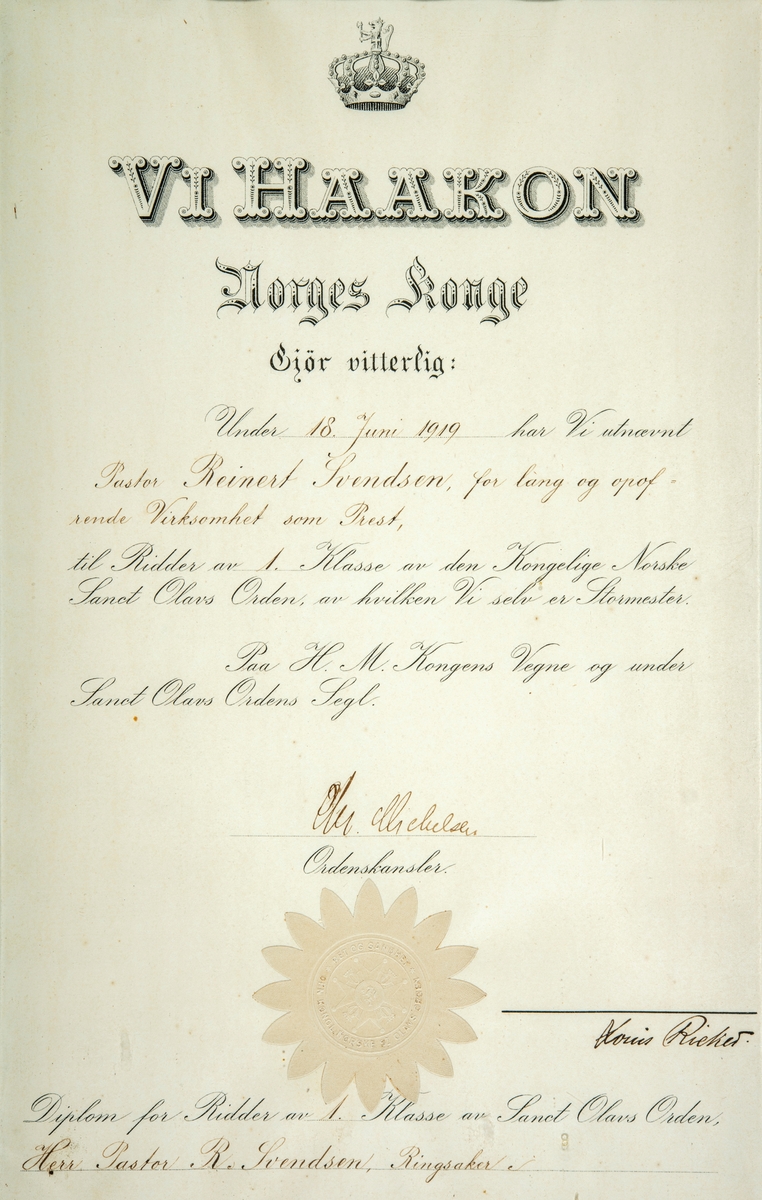 VI HAAKON
Norges Konge
Gjör vitterlig:
Under 18. Juni 1919 har Vi utnævnt
Pastor Reinert Svendsen, for lang og opof-
rende Virksomhet som Prest,
til Ridder av 1. Klasse av den Kongelige Norske
Sanct Olavs Orden, av hvilken Vi selv er Stormester.
Paa H. M. Kongens Vegne og under
Sanct Olavs Ordens Segl.
Chr. Michelsen
Ordenskansler.
Diplom for Ridder av 1. Klasse av Sanct Olavs Orden,
Herr Pastor R. Svendsen, Ringsaker.